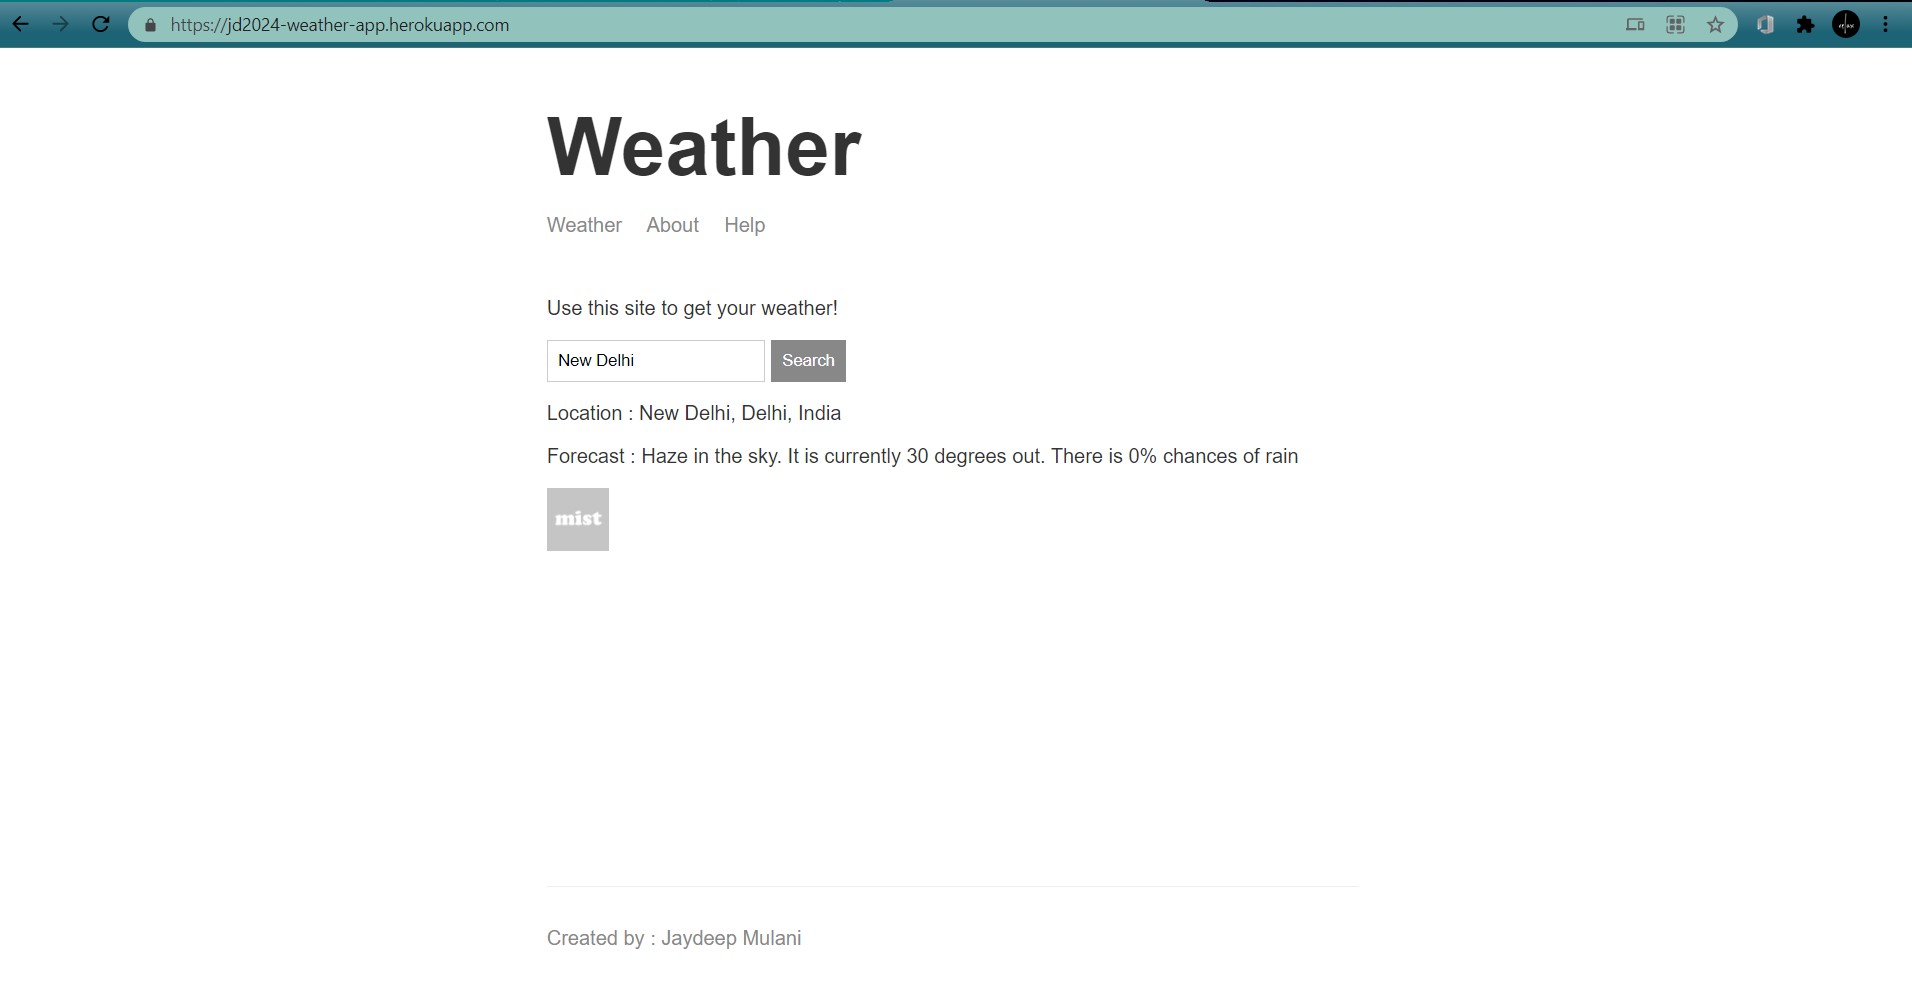 https://jd2024-weather-app.herokuapp.com
Weather
Weather About Help
Use this site to get your weather!
New Delhi Search
Location : New Delhi, Delhi, India
Forecast : Haze in the sky. It is currently 30 degrees out. There is 0% chances of rain
mist
Created by : Jaydeep Mulani